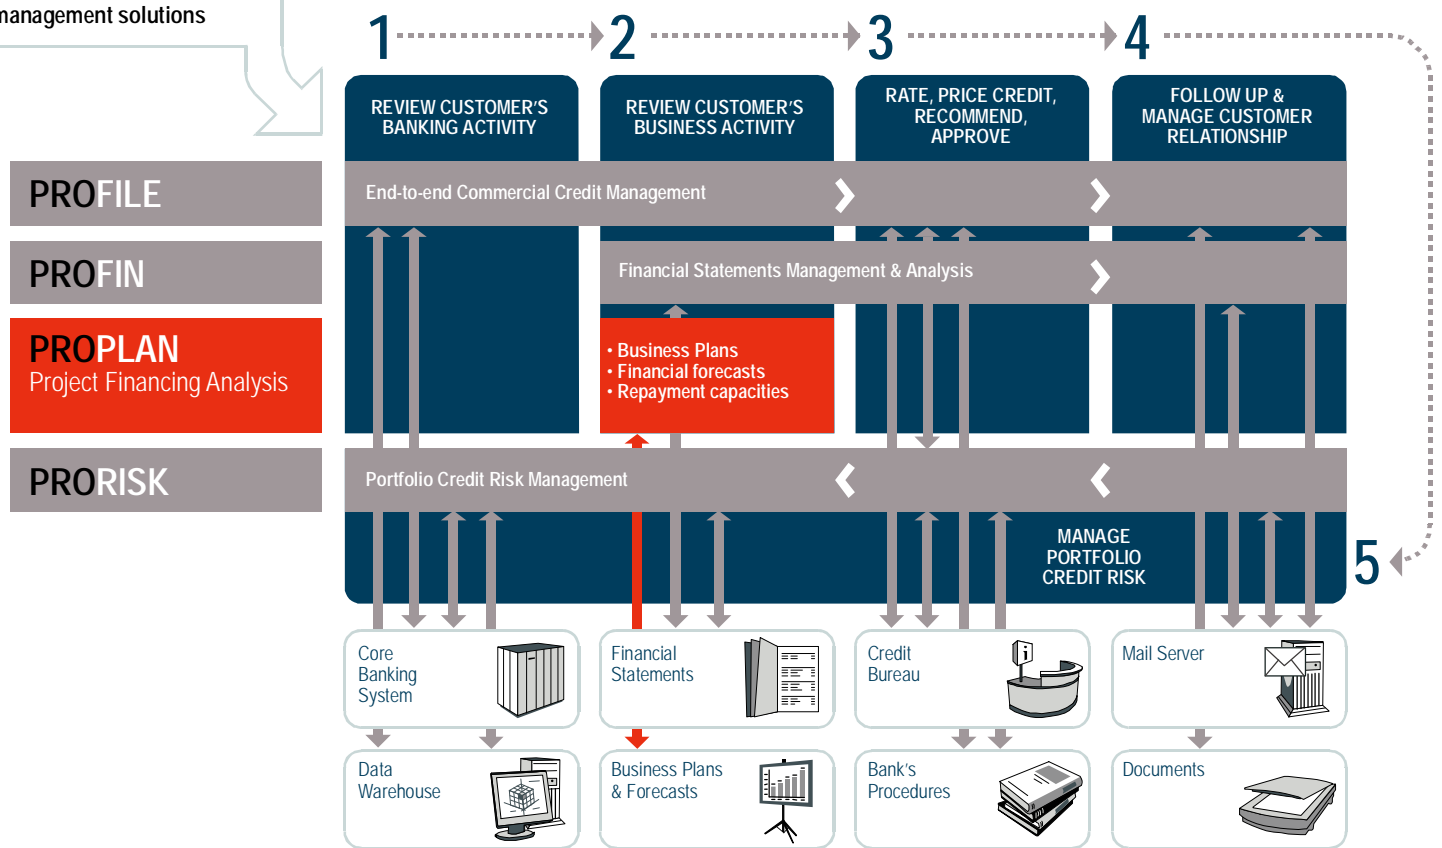 management solutions
1
2
3
4
REVIEW CUSTOMER'S
BANKING ACTIVITY
REVIEW CUSTOMER'S
BUSINESS ACTIVITY
RATE, PRICE CREDIT,
RECOMMEND,
APPROVE
FOLLOW UP &
MANAGE CUSTOMER
RELATIONSHIP
PROFILE
End-to-end Commercial Credit Management
PROFIN
Financial Statements Management & Analysis
PROPLAN
Project Financing Analysis
• Business Plans
• Financial forecasts
• Repayment capacities
PRORISK
Portfolio Credit Risk Management
MANAGE
PORTFOLIO
CREDIT RISK
5
Core
Banking
System
Financial
Statements
Credit
Bureau
i
Mail Server
Data
Warehouse
Business Plans
& Forecasts
Bank's
Procedures
Documents